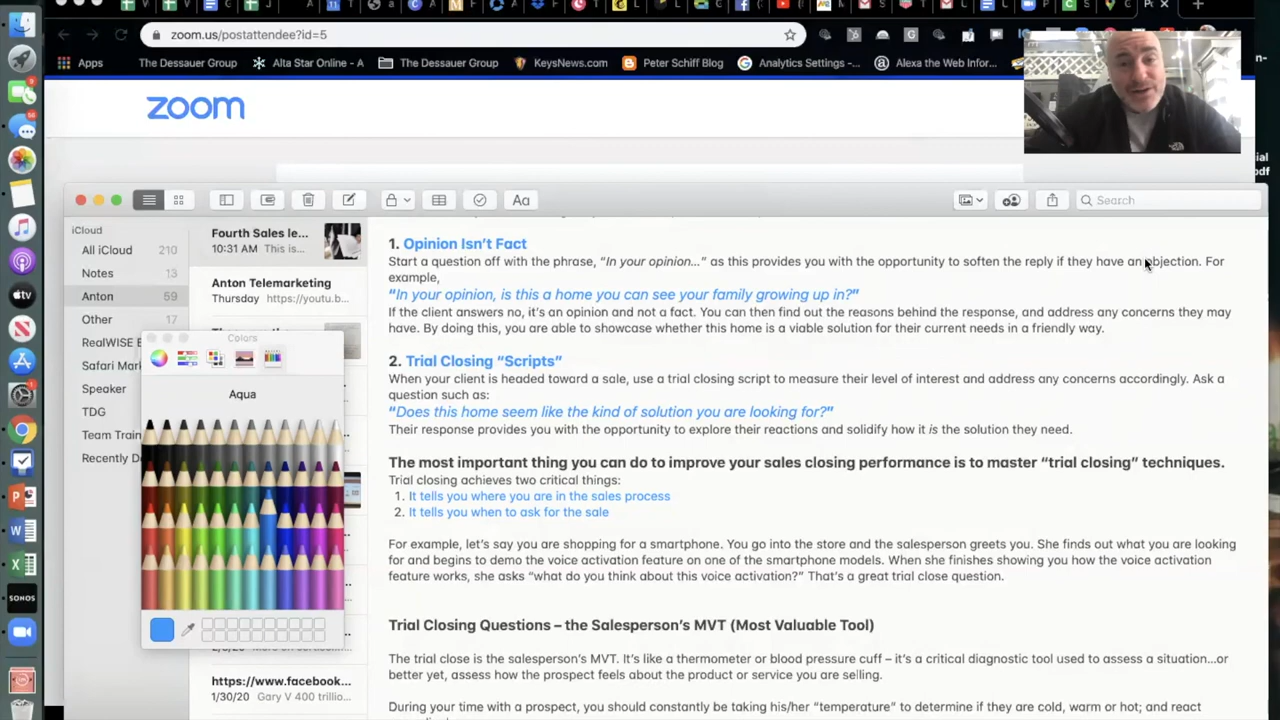 zoom.us/postattendee?id=5
Apps
The Dessauer Group
Alta Star Online - A
The Dessauer Group
KeysNews.com
Peter Schiff Blog
Analytics Settings -...
Alexa the Web Infor...
zoom
Aa
Search
iCloud
All iCloud 210
Notes 13
Anton 59
Other 17
RealWISE
Safari Mar
Speaker
TDG
Team Train
Recently D
Fourth Sales le...
10:31 AM This is...
Anton Telemarketing
Thursday https://youtu.b...
Colors
Aqua
https://www.facebook...
1/30/20 Gary V 400 trillio...
1. Opinion Isn't Fact
Start a question off with the phrase, “In your opinion...” as this provides you with the opportunity to soften the reply if they have an objection. For
example,
“In your opinion, is this a home you can see your family growing up in?”
If the client answers no, it's an opinion and not a fact. You can then find out the reasons behind the response, and address any concerns they may
have. By doing this, you are able to showcase whether this home is a viable solution for their current needs in a friendly way.
2. Trial Closing “Scripts”
When your client is headed toward a sale, use a trial closing script to measure their level of interest and address any concerns accordingly. Ask a
question such as:
“Does this home seem like the kind of solution you are looking for?”
Their response provides you with the opportunity to explore their reactions and solidify how it is the solution they need.
The most important thing you can do to improve your sales closing performance is to master “trial closing” techniques.
Trial closing achieves two critical things:
1. It tells you where you are in the sales process
2. It tells you when to ask for the sale
For example, let's say you are shopping for a smartphone. You go into the store and the salesperson greets you. She finds out what you are looking
for and begins to demo the voice activation feature on one of the smartphone models. When she finishes showing you how the voice activation
feature works, she asks “what do you think about this voice activation?” That's a great trial close question.
Trial Closing Questions – the Salesperson's MVT (Most Valuable Tool)
The trial close is the salesperson's MVT. It's like a thermometer or blood pressure cuff – it's a critical diagnostic tool used to assess a situation...or
better yet, assess how the prospect feels about the product or service you are selling.
During your time with a prospect, you should constantly be taking his/her “temperature” to determine if they are cold, warm or hot; and react